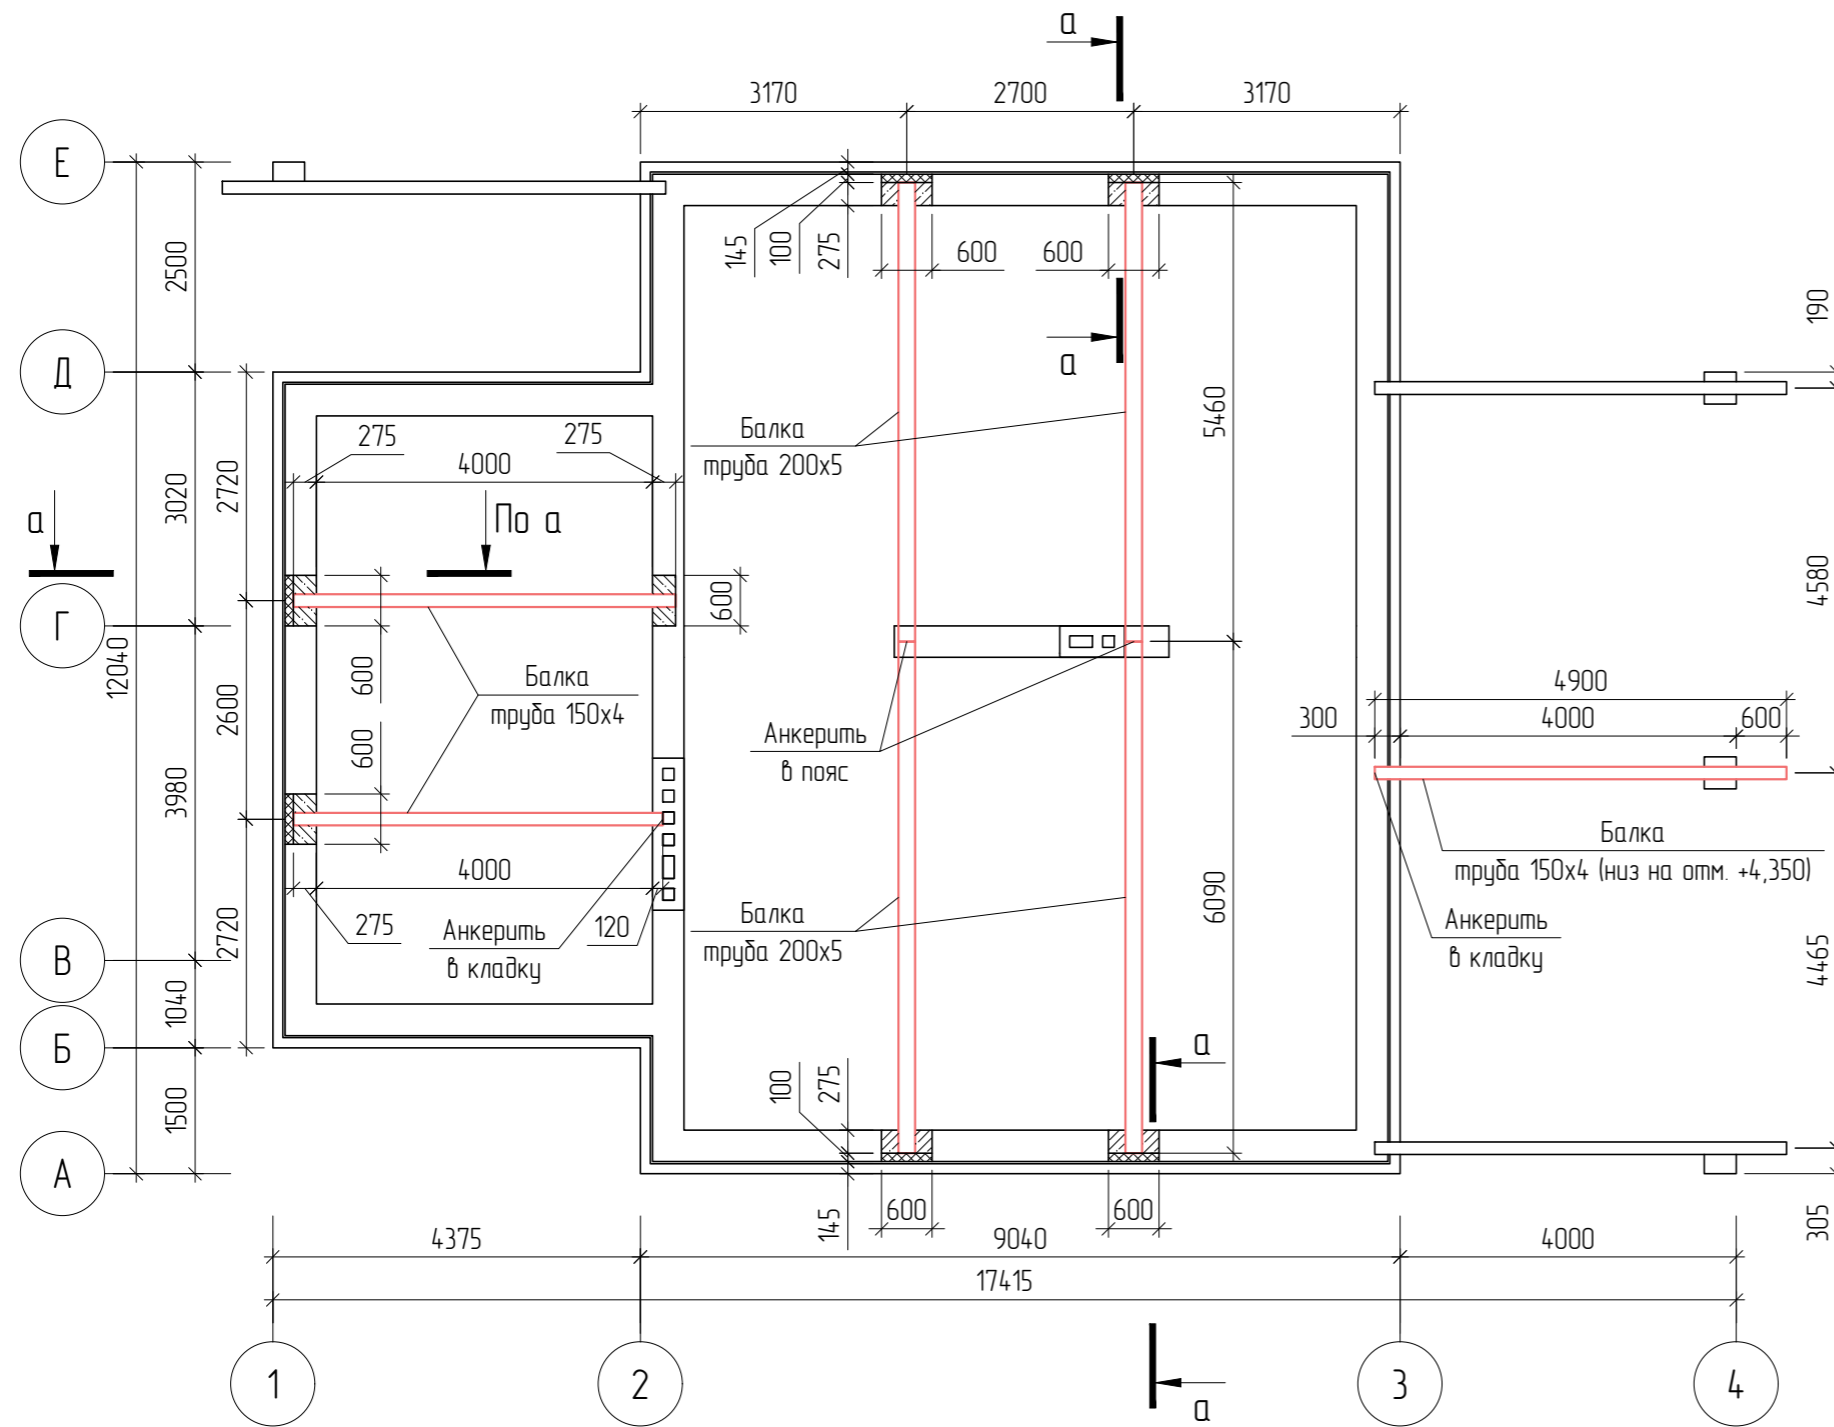 а
3170
2700
3170
Е
145
100
275
600
600
190
2500
а
Д
5460
Балка
труба 200х5
275
275
4000
2720
3020
а
По а
4580
Г
600
12040
600
Балка
труба 150х4
4900
300
4000
600
2600
Анкерить
в пояс
600
3980
Балка
труба 150х4 (низ на отм. +4,350)
4000
6090
Балка
труба 200х5
Анкерить
в кладку
275
Анкерить
в кладку
120
2720
4465
В
1040
Б
а
100
275
1500
А
145
600
600
305
4375
9040
4000
17415
1
2
3
4
а